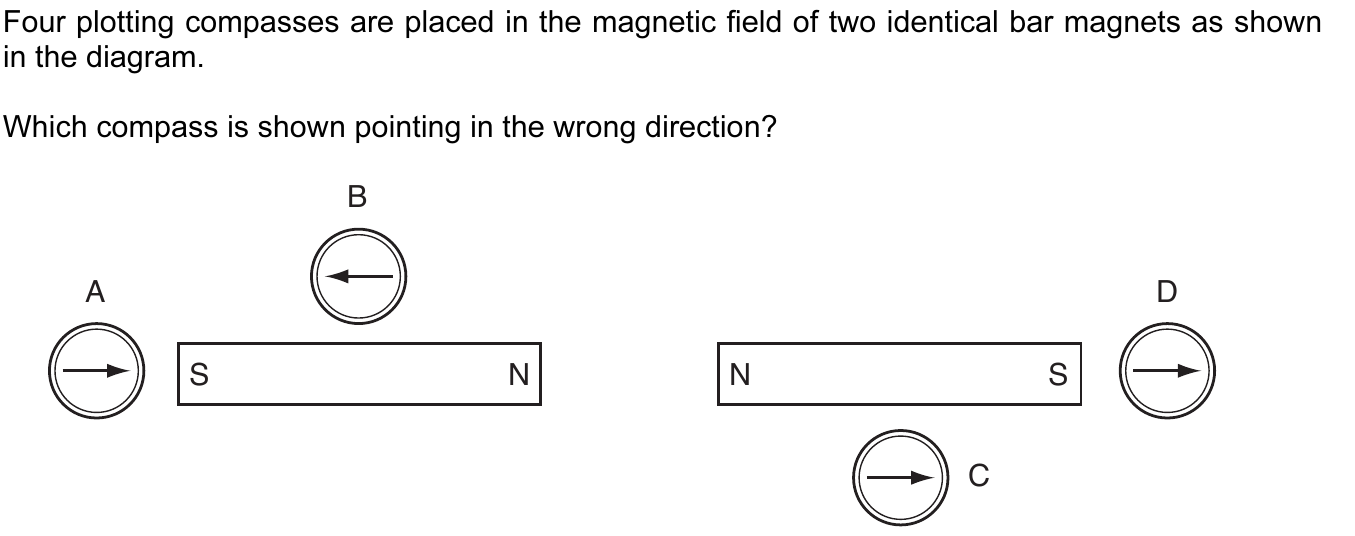 Four plotting compasses are placed in the magnetic field of two identical bar magnets as shown
in the diagram.
Which compass is shown pointing in the wrong direction?
B
A
D
S
N
N
S
C